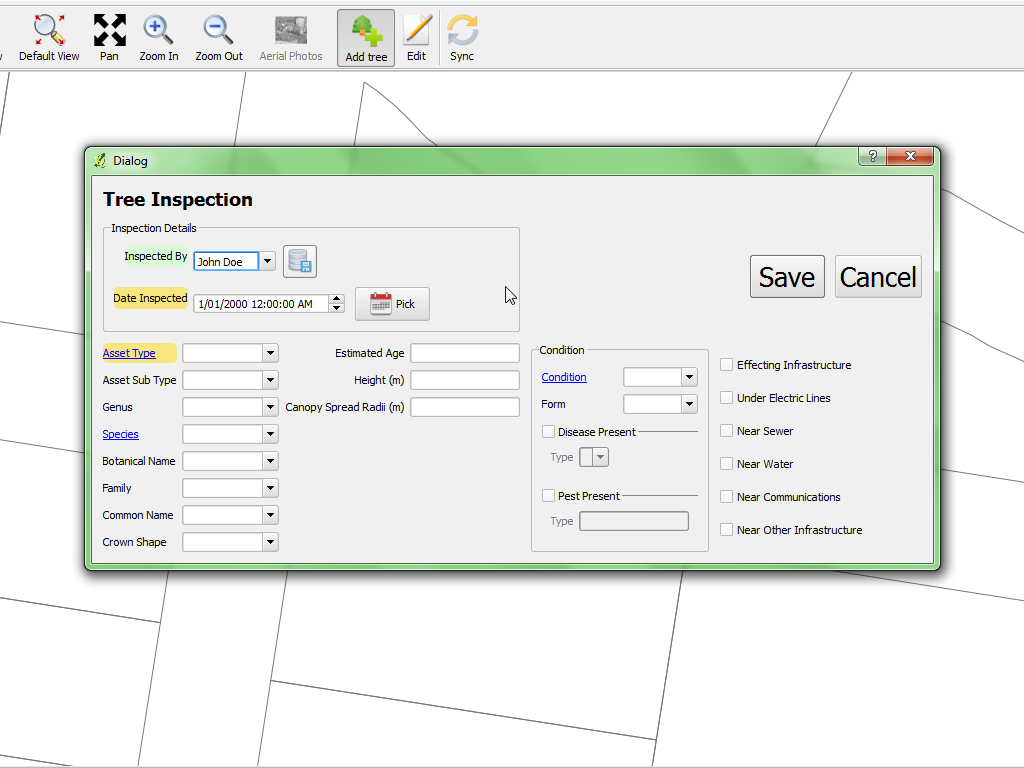 Default View Pan Zoom In Zoom Out Aerial Photos Add tree Edit Sync
Dialog
?
Tree Inspection
Inspection Details
Inspected By John Doe
Date Inspected 1/01/2000 12:00:00 AM Pick
Save Cancel
Asset Type
Asset Sub Type
Genus
Species
Botanical Name
Family
Common Name
Crown Shape
Estimated Age
Height (m)
Canopy Spread Radii (m)
Condition
Condition
Form
Disease Present
Type
Pest Present
Type
Effecting Infrastructure
Under Electric Lines
Near Sewer
Near Water
Near Communications
Near Other Infrastructure